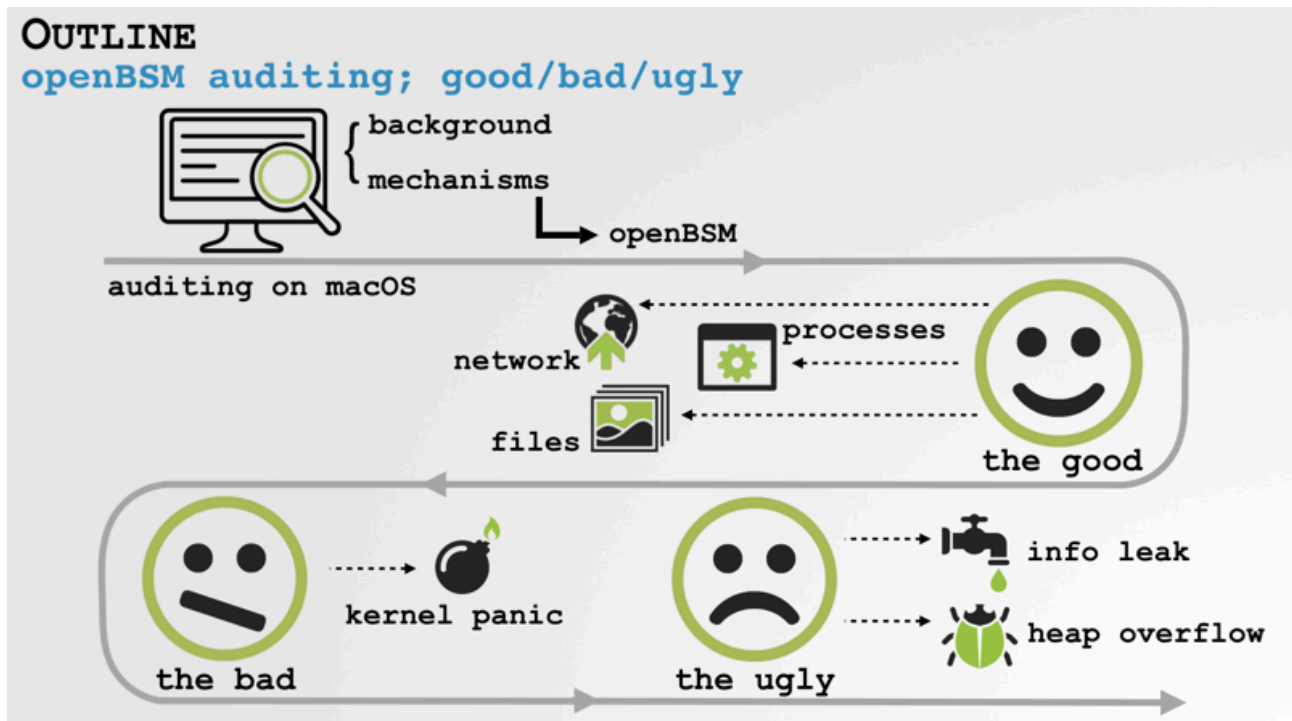 OUTLINE
openBSM auditing; good/bad/ugly
background
mechanisms
openBSM
auditing on macOS
processes
network
files
the good
kernel panic
the bad
info leak
heap overflow
the ugly